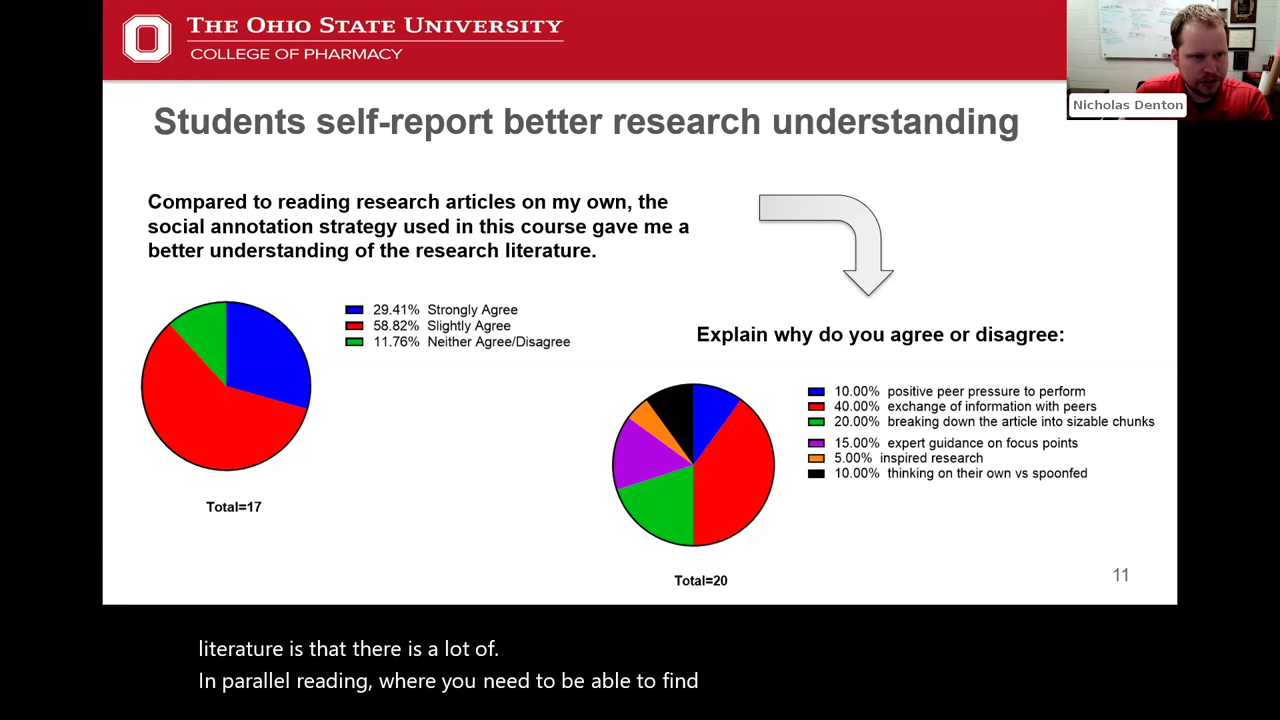 THE OHIO STATE UNIVERSITY
COLLEGE OF PHARMACY
Nicholas Denton
Students self-report better research understanding
Compared to reading research articles on my own, the
social annotation strategy used in this course gave me a
better understanding of the research literature.
29.41% Strongly Agree
58.82% Slightly Agree
11.76% Neither Agree/Disagree
Total=17
Explain why do you agree or disagree:
10.00% positive peer pressure to perform
40.00% exchange of information with peers
20.00% breaking down the article into sizable chunks
15.00% expert guidance on focus points
5.00% inspired research
10.00% thinking on their own vs spoonfed
Total=20
11
literature is that there is a lot of.
In parallel reading, where you need to be able to find